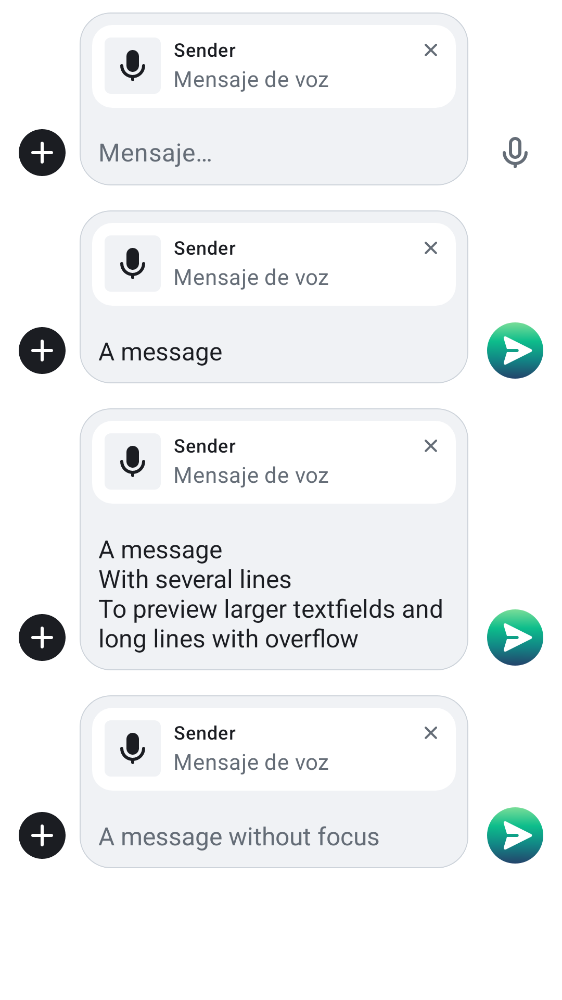 Sender
Mensaje de voz
Mensaje…
Sender
Mensaje de voz
A message
Sender
Mensaje de voz
A message
With several lines
To preview larger textfields and
long lines with overflow
Sender
Mensaje de voz
A message without focus